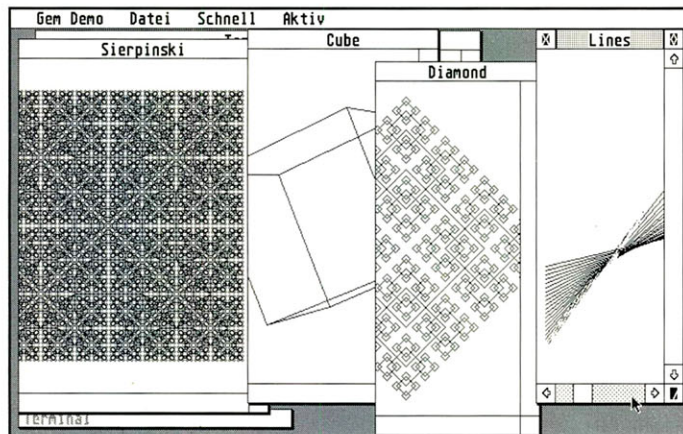 Gem Demo Datei Schnell Aktiv
Sierpinski
Cube
Diamond
Lines
Terminal